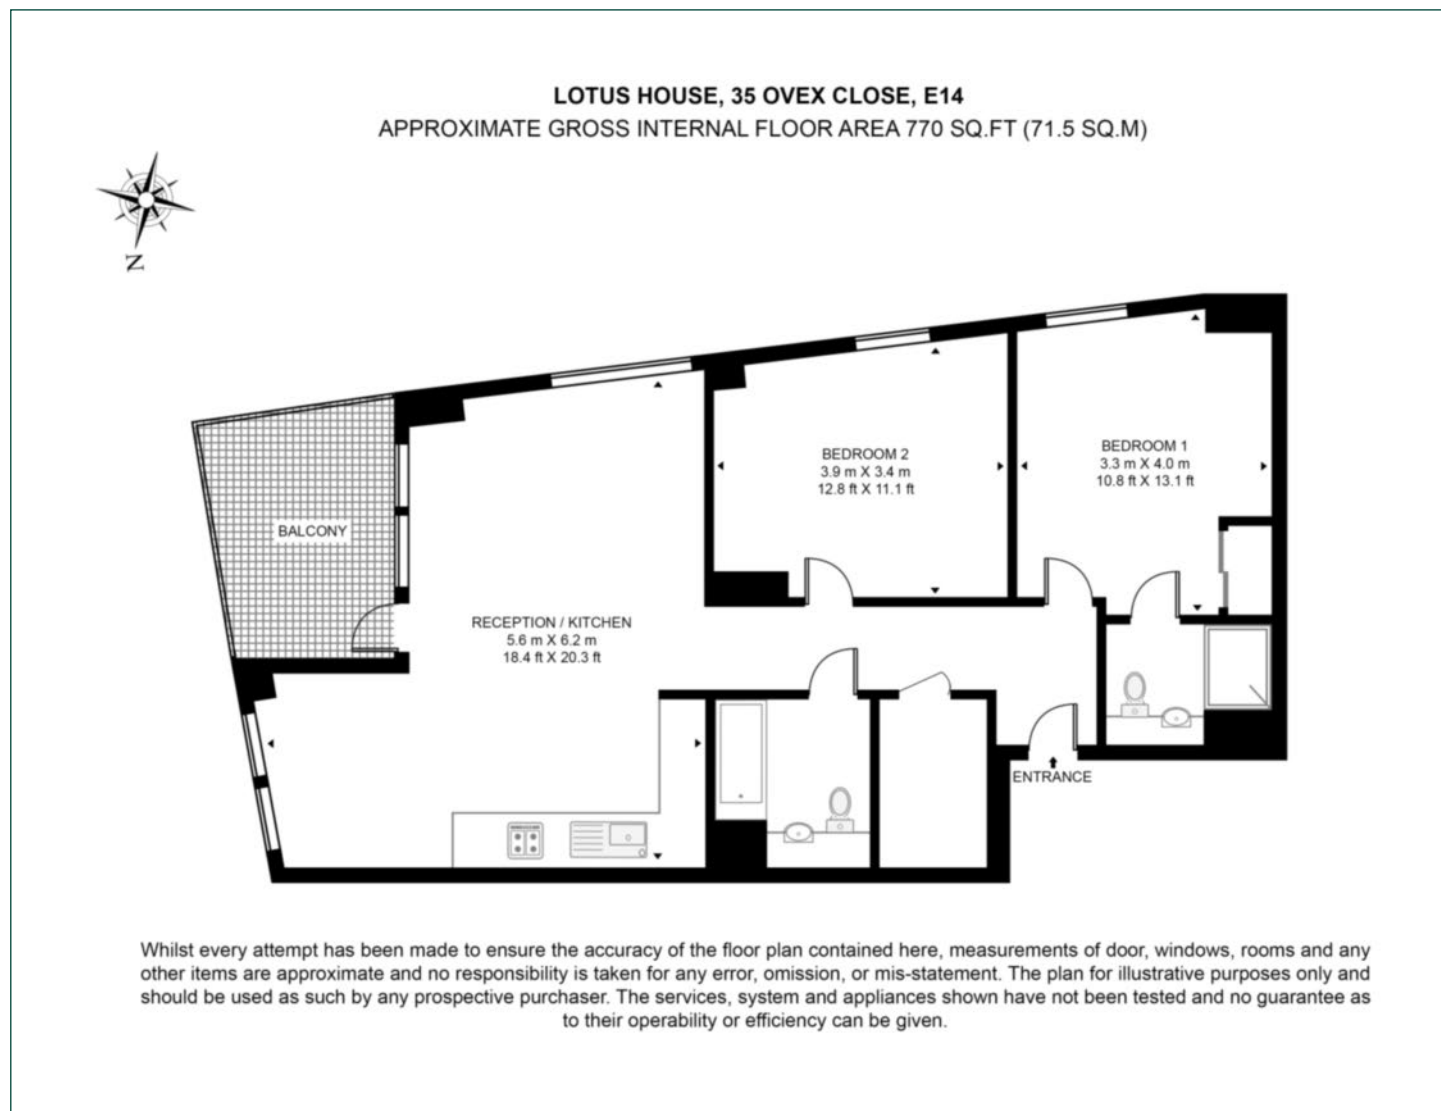 LOTUS HOUSE, 35 OVEX CLOSE, E14
APPROXIMATE GROSS INTERNAL FLOOR AREA 770 SQ.FT (71.5 SQ.M)
N
BEDROOM 2
3.9 m X 3.4 m
12.8 ft X 11.1 ft
BEDROOM 1
3.3 m X 4.0 m
10.8 ft X 13.1 ft
BALCONY
RECEPTION / KITCHEN
5.6 m X 6.2 m
18.4 ft X 20.3 ft
ENTRANCE
Whilst every attempt has been made to ensure the accuracy of the floor plan contained here, measurements of door, windows, rooms and any
other items are approximate and no responsibility is taken for any error, omission, or mis-statement. The plan for illustrative purposes only and
should be used as such by any prospective purchaser. The services, system and appliances shown have not been tested and no guarantee as
to their operability or efficiency can be given.